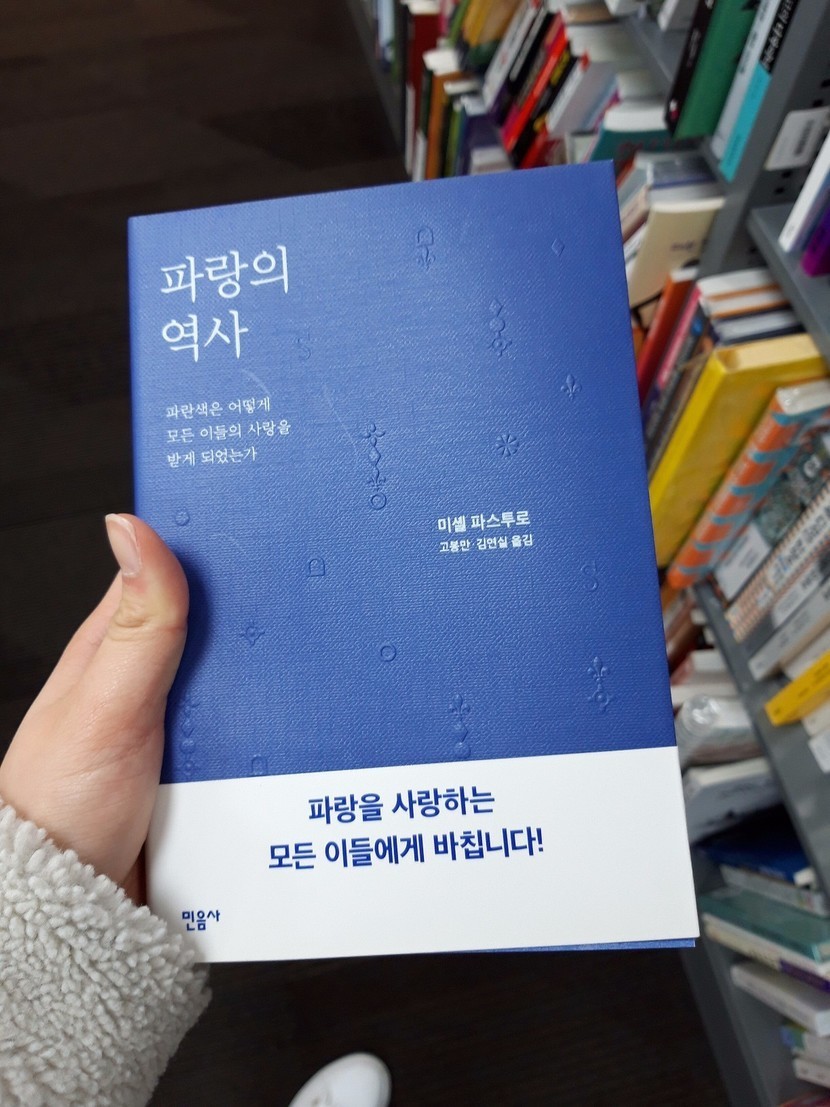 파랑의
역사
파란색은 어떻게
모든 이들의 사랑을
받게 되었는가
미셸 파스투로
고봉만·김연실 옮김
파랑을 사랑하는
모든 이들에게 바칩니다!
민음사